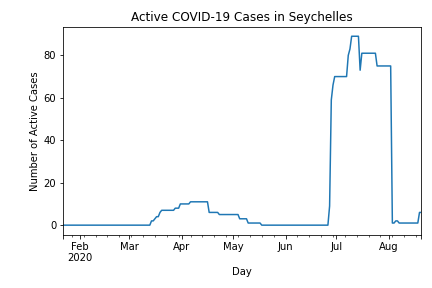 Active COVID-19 Cases in Seychelles
Number of Active Cases
80
60
40
20
0
Feb Mar Apr May Jun Jul Aug
2020
Day